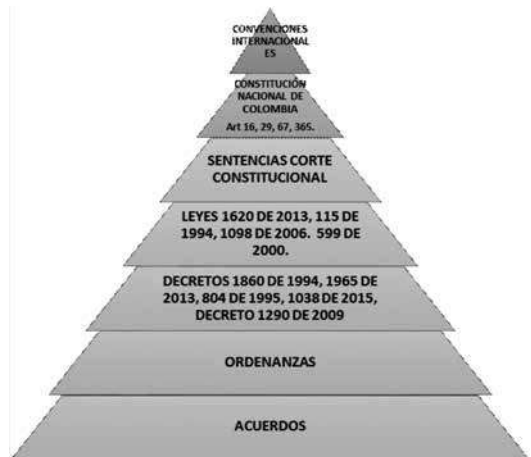 CONVENCIONES
INTERNACIONAL
ES
CONSTITUCIÓN
NACIONAL DE
COLOMBIA
Art 16, 29, 67, 365.
SENTENCIAS CORTE
CONSTITUCIONAL
LEYES 1620 DE 2013, 115 DE
1994, 1098 DE 2006. 599 DE
2000.
DECRETOS 1860 DE 1994, 1965 DE
2013, 804 DE 1995, 1038 DE 2015,
DECRETO 1290 DE 2009
ORDENANZAS
ACUERDOS